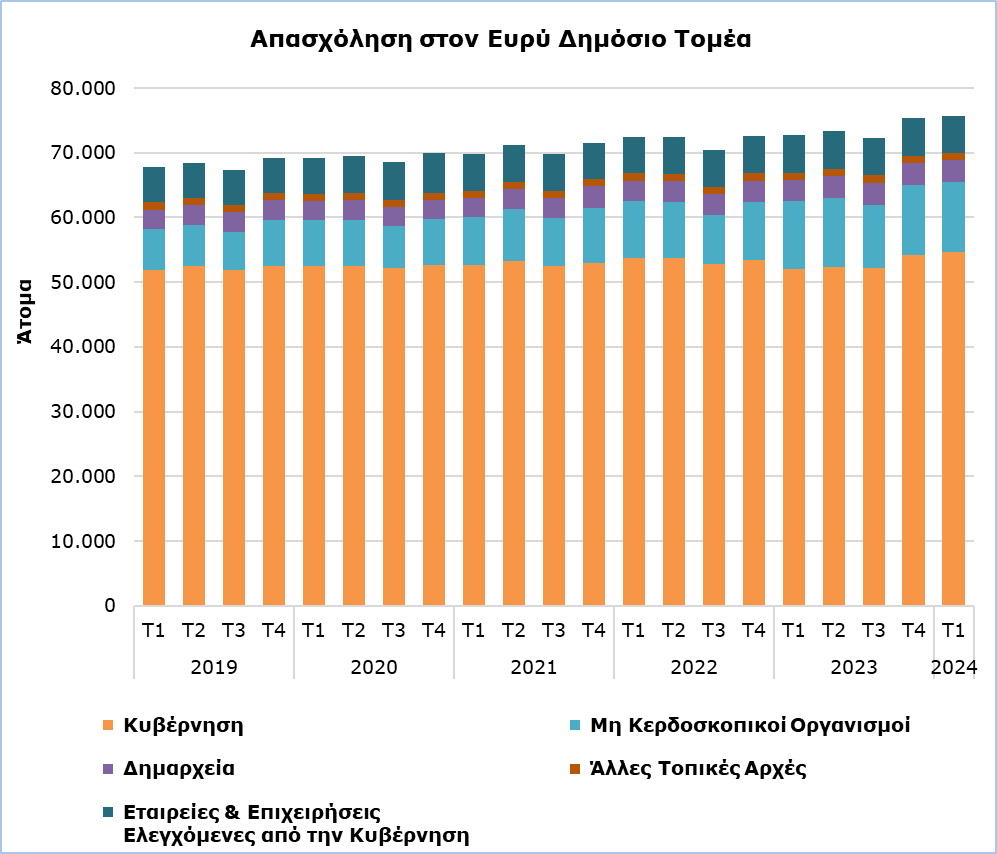 Απασχόληση στον Ευρύ Δημόσιο Τομέα
80.000
70.000
60.000
50.000
40.000
30.000
20.000
10.000
0
Άτομα
Τ1 Τ2 Τ3 Τ4 Τ1 Τ2 Τ3 Τ4 Τ1 Τ2 Τ3 Τ4 Τ1 Τ2 Τ3 Τ4 Τ1 Τ2 Τ3 Τ4 Τ1
2019 2020 2021 2022 2023 2024
Κυβέρνηση Μη Κερδοσκοπικοί Οργανισμοί
Δημαρχεία Άλλες Τοπικές Αρχές
Εταιρείες & Επιχειρήσεις
Ελεγχόμενες από την Κυβέρνηση